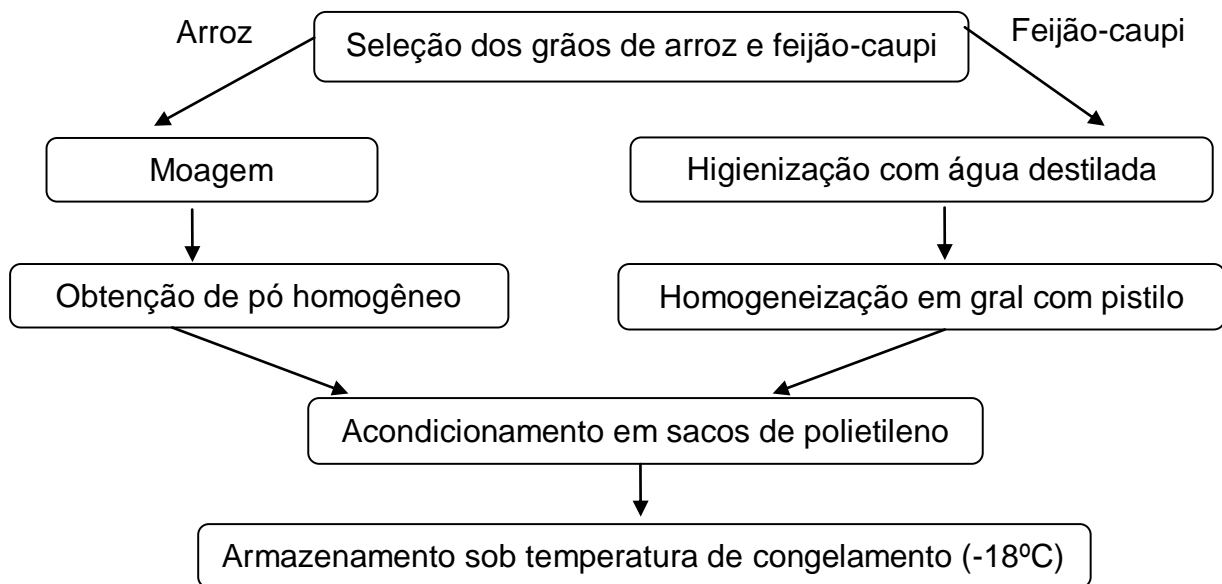 Arroz
Seleção dos grãos de arroz e feijão-caupi
Feijão-caupi
Moagem
Higienização com água destilada
Obtenção de pó homogêneo
Homogeneização em gral com pistilo
Acondicionamento em sacos de polietileno
Armazenamento sob temperatura de congelamento (-18ºC)